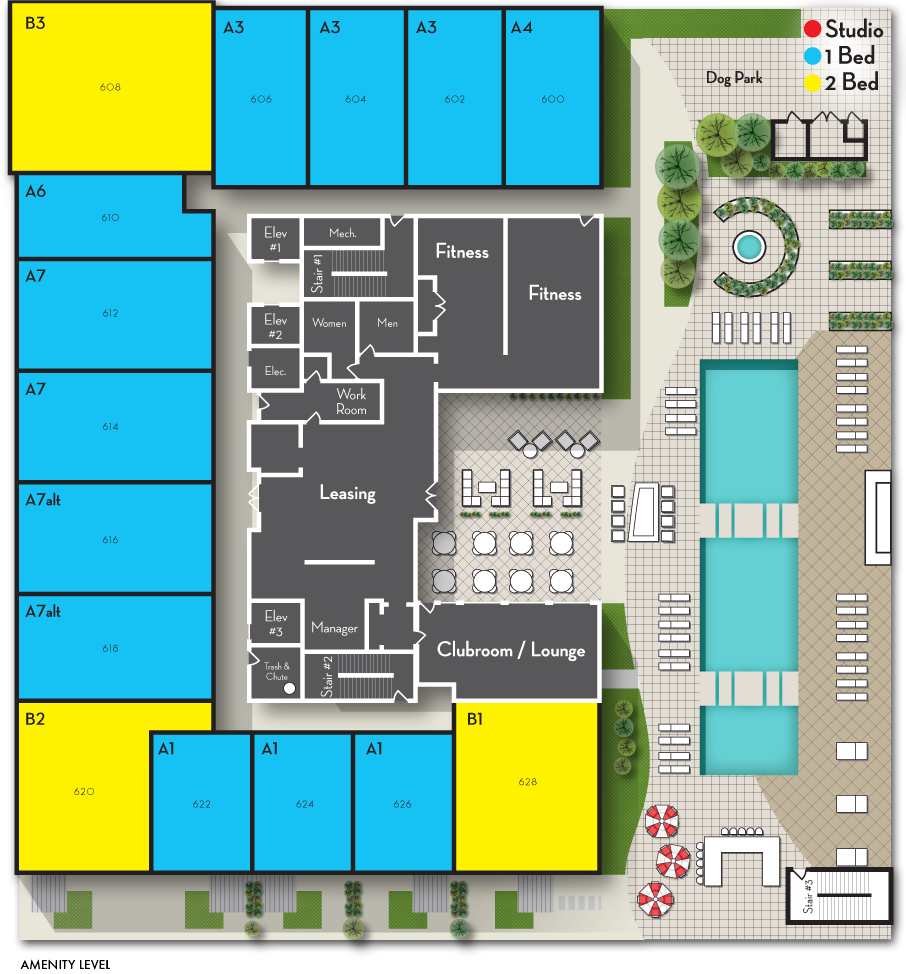 B3
608
A3
606
A3
604
A3
602
A4
600
Studio
1 Bed
2 Bed
Dog Park
A6
610
A7
612
A7
614
A7alt
616
A7alt
618
Elev
#1
Mech.
Stair #1
Fitness
Fitness
Elev
#2
Women
Men
Elec.
Work
Room
Leasing
Elev
#3
Manager
Clubroom / Lounge
Trash &
Chute
Stair #2
B2
620
A1
622
A1
624
A1
626
B1
628
Stair #3
AMENITY LEVEL